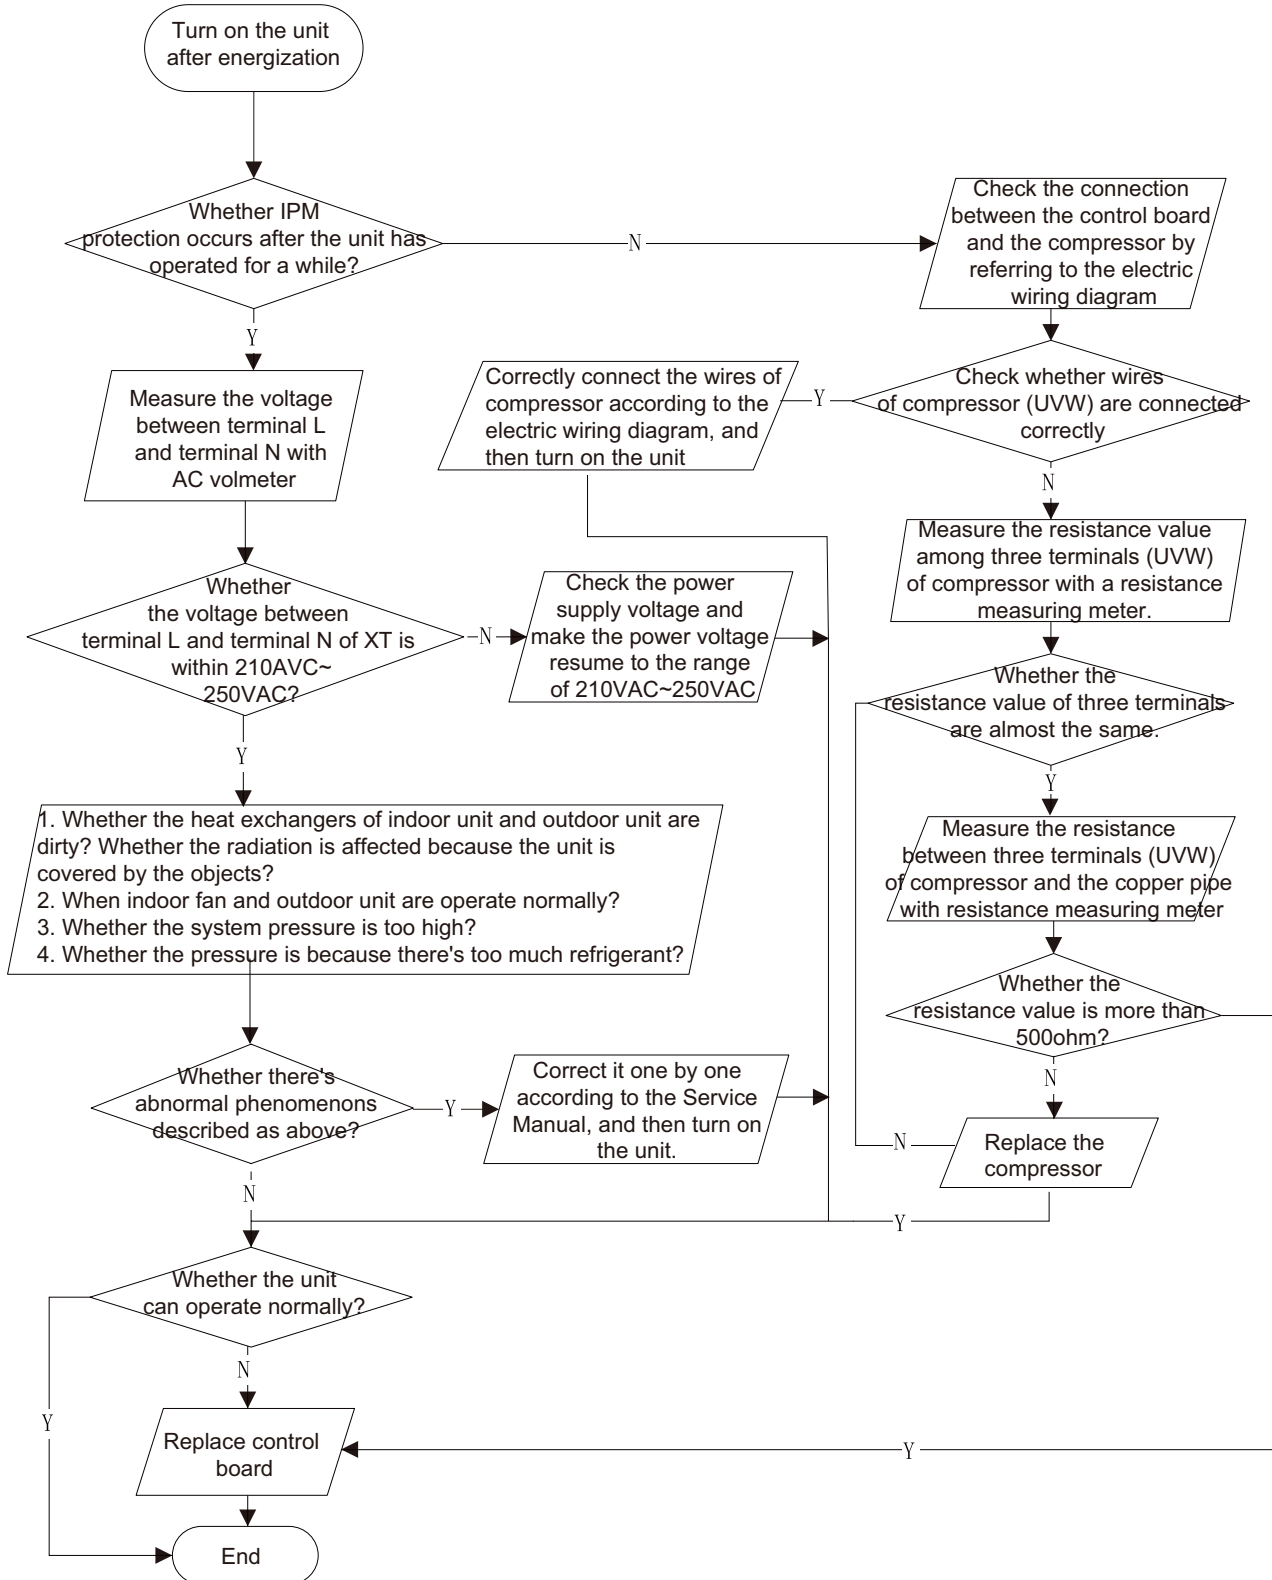 Turn on the unit
after energization
Whether IPM
protection occurs after the unit has
operated for a while?
N
Check the connection
between the control board
and the compressor by
referring to the electric
wiring diagram
Y
Measure the voltage
between terminal L
and terminal N with
AC volmeter
Correctly connect the wires of
compressor according to the
electric wiring diagram, and
then turn on the unit
Y
Check whether wires
of compressor (UVW) are connected
correctly
N
Measure the resistance value
among three terminals (UVW)
of compressor with a resistance
measuring meter.
Whether
the voltage between
terminal L and terminal N of XT is
within 210AVC~
250VAC?
N
Check the power
supply voltage and
make the power voltage
resume to the range
of 210VAC~250VAC
Whether the
resistance value of three terminals
are almost the same.
Y
Y
1. Whether the heat exchangers of indoor unit and outdoor unit are
dirty? Whether the radiation is affected because the unit is
covered by the objects?
2. When indoor fan and outdoor unit are operate normally?
3. Whether the system pressure is too high?
4. Whether the pressure is because there's too much refrigerant?
Measure the resistance
between three terminals (UVW)
of compressor and the copper pipe
with resistance measuring meter
Whether the
resistance value is more than
500ohm?
N
Whether there's
abnormal phenomenons
described as above?
Y
Correct it one by one
according to the Service
Manual, and then turn on
the unit.
N
Replace the
compressor
N
Y
Whether the unit
can operate normally?
N
Y
Replace control
board
Y
End